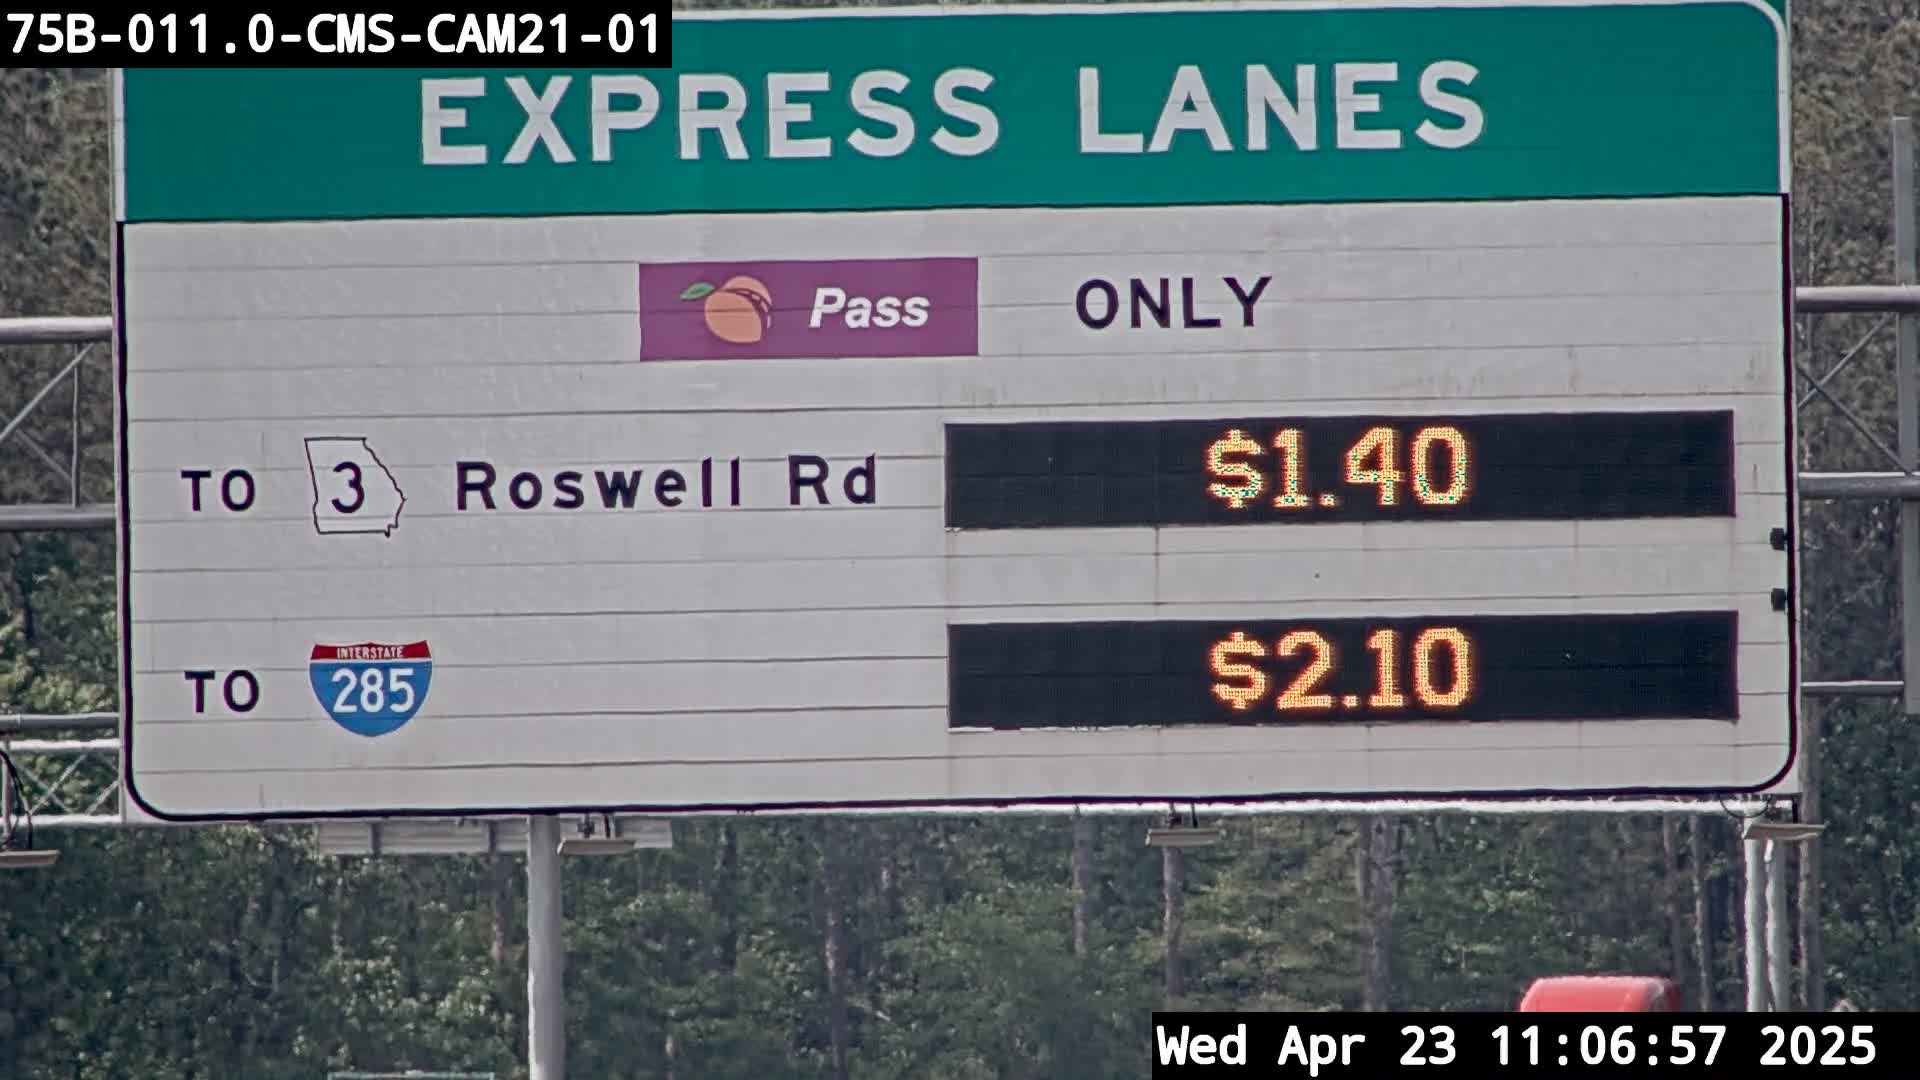 75B-011.0-CMS-CAM21-01
EXPRESS LANES
Pass ONLY
TO 3 Roswell Rd $1.40
INTERSTATE
TO 285 $2.10
Wed Apr 23 11:06:57 2025